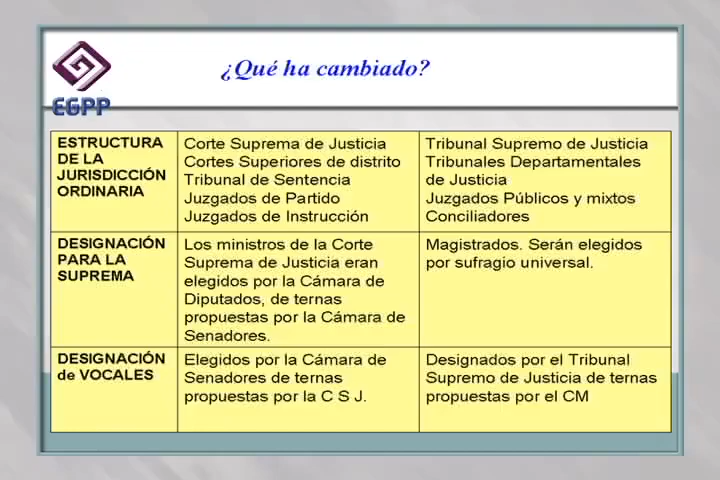 ¿Qué ha cambiado?
EGPP
ESTRUCTURA
DE LA
JURISDICCIÓN
ORDINARIA
Corte Suprema de Justicia
Cortes Superiores de distrito
Tribunal de Sentencia
Juzgados de Partido
Juzgados de Instrucción
Tribunal Supremo de Justicia
Tribunales Departamentales
de Justicia
Juzgados Públicos y mixtos
Conciliadores
DESIGNACIÓN
PARA LA
SUPREMA
Los ministros de la Corte
Suprema de Justicia eran
elegidos por la Cámara de
Diputados, de ternas
propuestas por la Cámara de
Senadores.
Magistrados. Serán elegidos
por sufragio universal.
DESIGNACIÓN
de VOCALES
Elegidos por la Cámara de
Senadores de ternas
propuestas por la C S J.
Designados por el Tribunal
Supremo de Justicia de ternas
propuestas por el CM